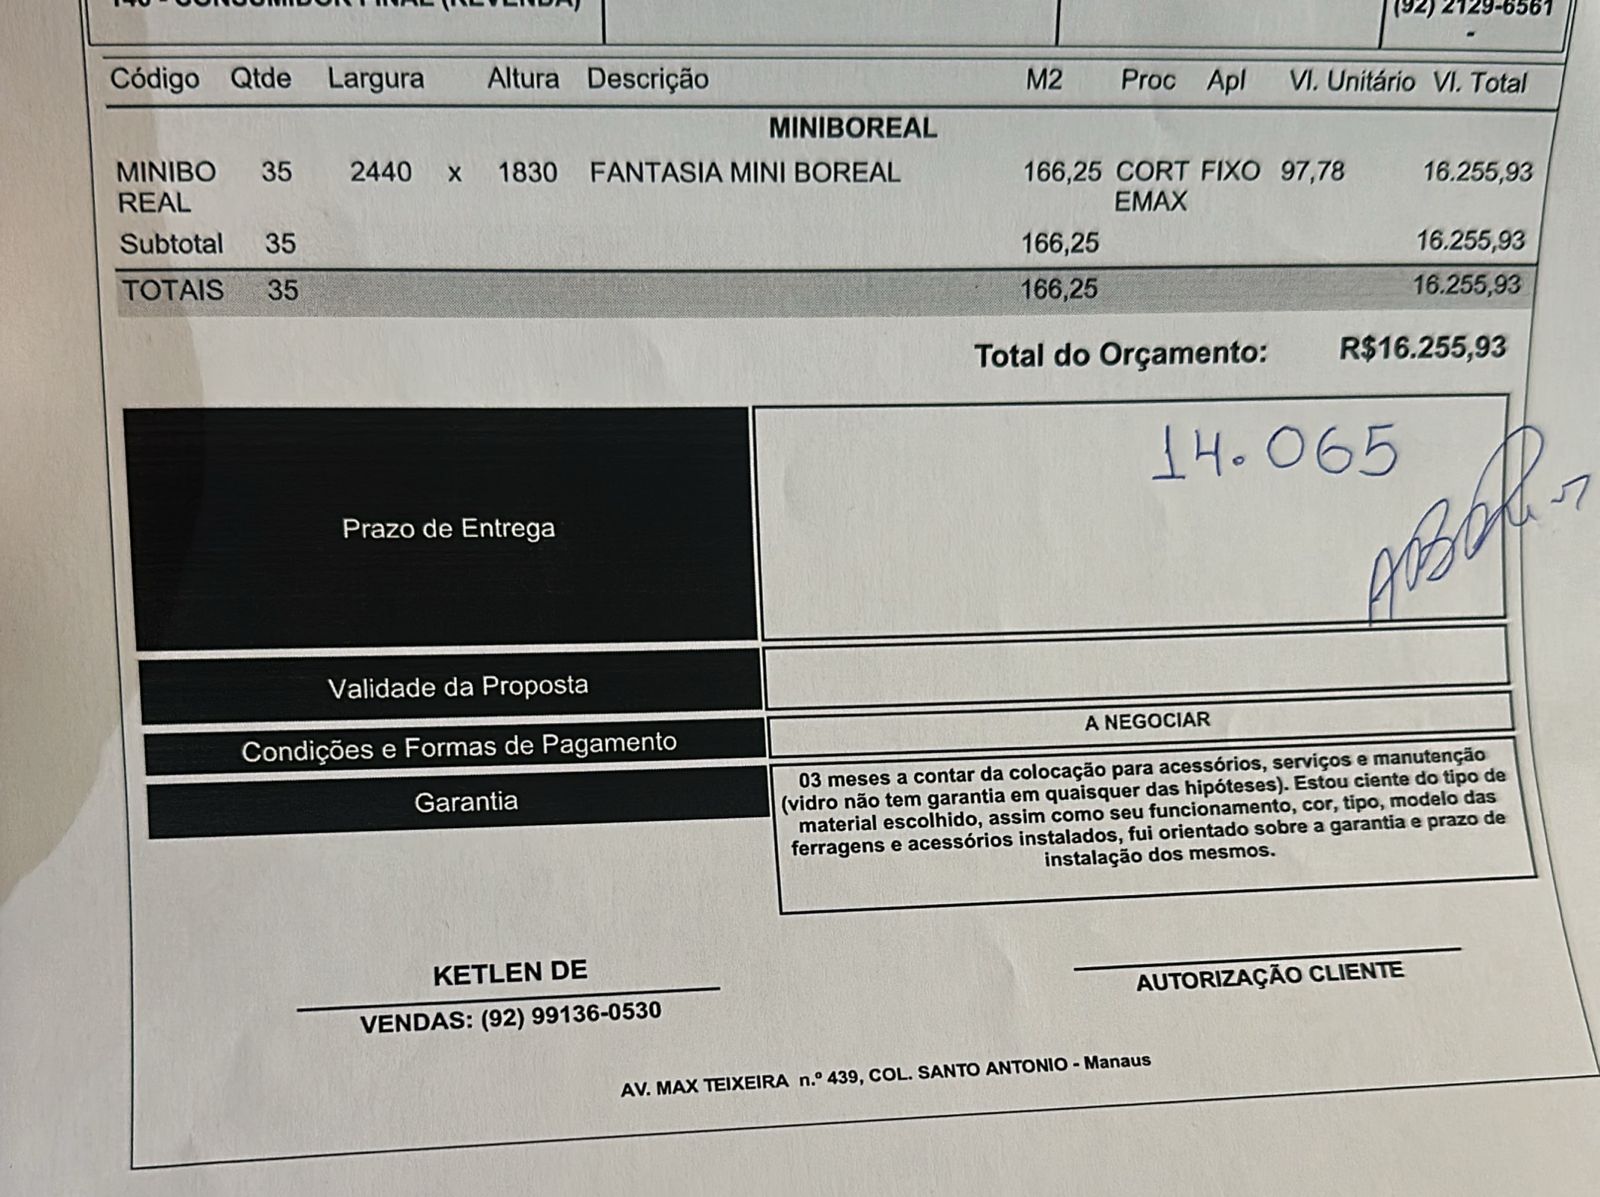 (92) 2129-6561
-
Código Qtde Largura Altura Descrição M2 Proc Apl Vl. Unitário Vl. Total
MINIBOREAL
MINIBO 35 2440 x 1830 FANTASIA MINI BOREAL 166,25 CORT FIXO 97,78 16.255,93
REAL EMAX
Subtotal 35 166,25 16.255,93
TOTAIS 35 166,25 16.255,93
Total do Orçamento: R$16.255,93
14.065
Prazo de Entrega
Validade da Proposta
Condições e Formas de Pagamento A NEGOCIAR
Garantia
03 meses a contar da colocação para acessórios, serviços e manutenção
(vidro não tem garantia em quaisquer das hipóteses). Estou ciente do tipo de
material escolhido, assim como seu funcionamento, cor, tipo, modelo das
ferragens e acessórios instalados, fui orientado sobre a garantia e prazo de
instalação dos mesmos.
KETLEN DE
VENDAS: (92) 99136-0530
AUTORIZAÇÃO CLIENTE
AV. MAX TEIXEIRA n.º 439, COL. SANTO ANTONIO - Manaus